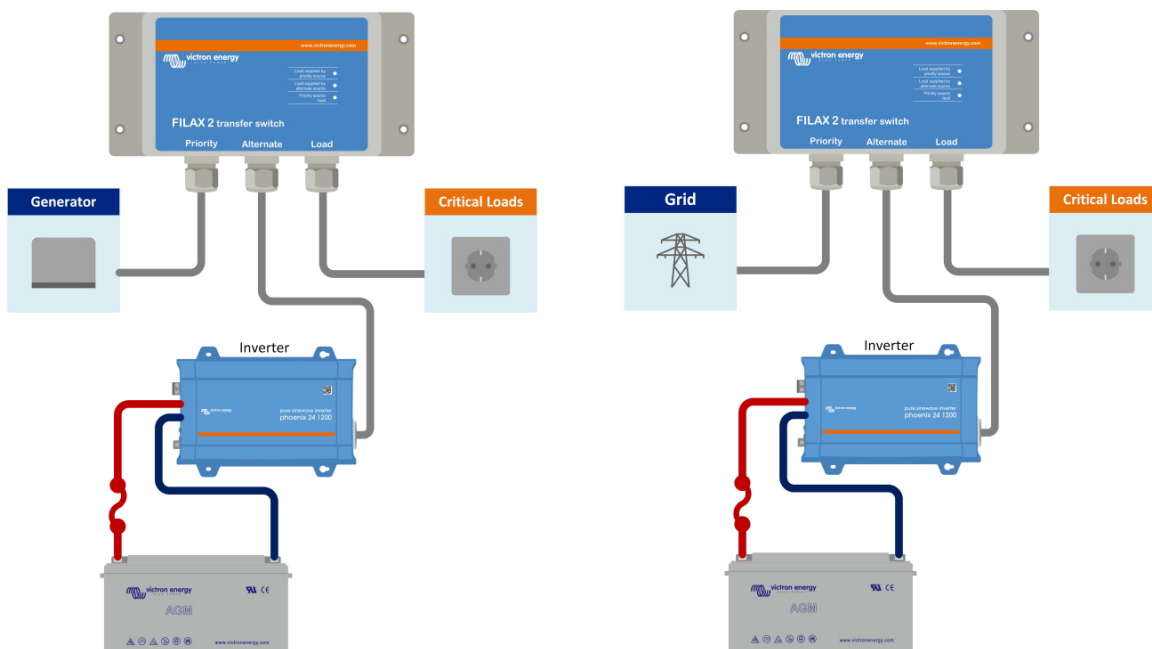 www.victronenergy.com
victron energy
BLUE POWER
Load supplied by
priority source
Load supplied by
alternate source
Priority source
fault
FILAX 2 transfer switch
Priority Alternate Load
Generator
Critical Loads
Inverter
victron energy
pure sinewave inverter
phoenix 24 1200
victron energy
AGM
CE
www.victronenergy.com
www.victronenergy.com
victron energy
BLUE POWER
Load supplied by
priority source
Load supplied by
alternate source
Priority source
fault
FILAX 2 transfer switch
Priority Alternate Load
Grid
Critical Loads
Inverter
victron energy
pure sinewave inverter
phoenix 24 1200
victron energy
AGM
CE
www.victronenergy.com